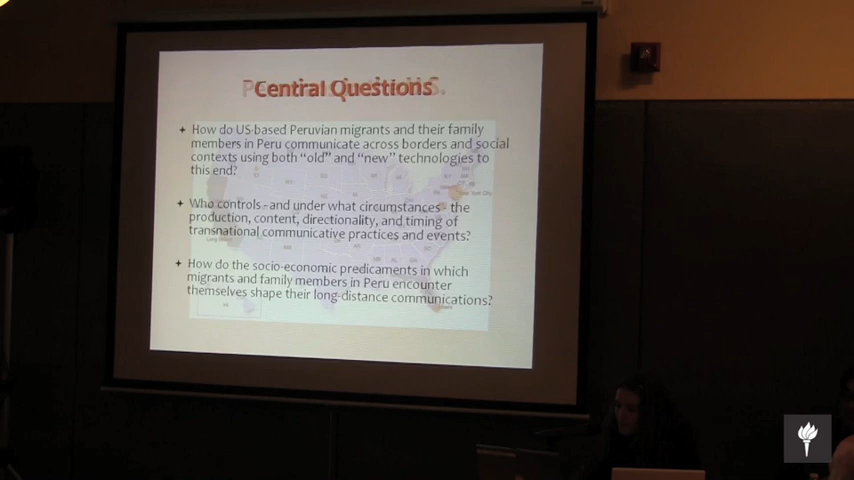 Central Questions
How do US-based Peruvian migrants and their family
members in Peru communicate across borders and social
contexts using both “old” and “new” technologies to
this end?
Who controls - and under what circumstances - the
production, content, directionality, and timing of
transnational communicative practices and events?
How do the socio-economic predicaments in which
migrants and family members in Peru encounter
themselves shape their long-distance communications?